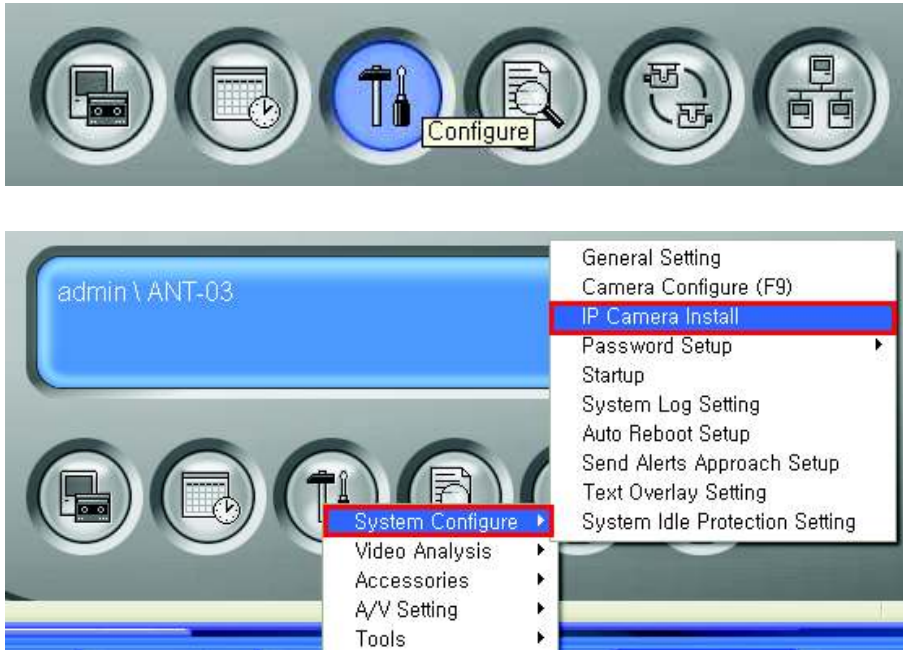 Configure
admin \ ANT-03
General Setting
Camera Configure (F9)
IP Camera Install
Password Setup
Startup
System Log Setting
Auto Reboot Setup
Send Alerts Approach Setup
Text Overlay Setting
System Idle Protection Setting
System Configure
Video Analysis
Accessories
A/V Setting
Tools